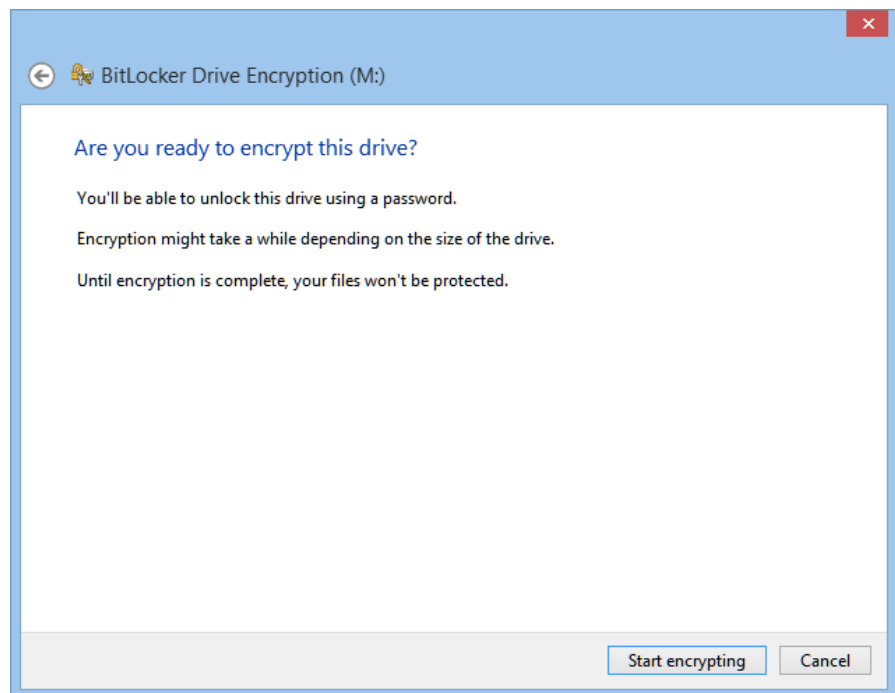 BitLocker Drive Encryption (M:)
Are you ready to encrypt this drive?
You'll be able to unlock this drive using a password.
Encryption might take a while depending on the size of the drive.
Until encryption is complete, your files won't be protected.
Start encrypting
Cancel